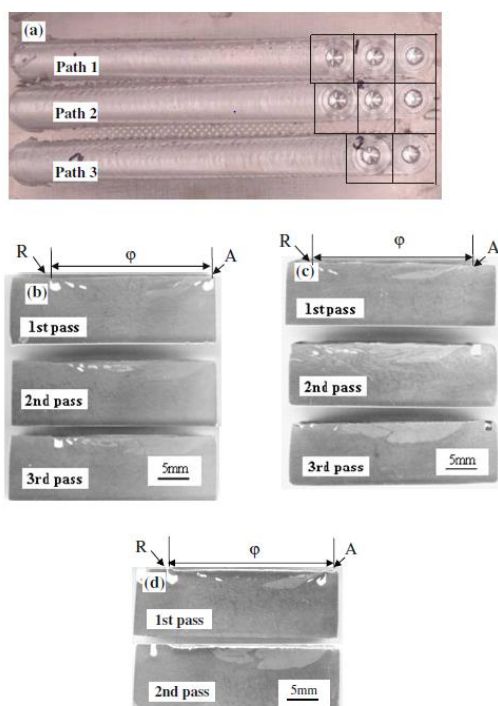 (a)
Path 1
Path 2
Path 3
R
φ
A
(b)
1st pass
2nd pass
3rd pass
5mm
R
φ
A
(c)
1st pass
2nd pass
3rd pass
5mm
R
φ
A
(d)
1st pass
2nd pass
5mm